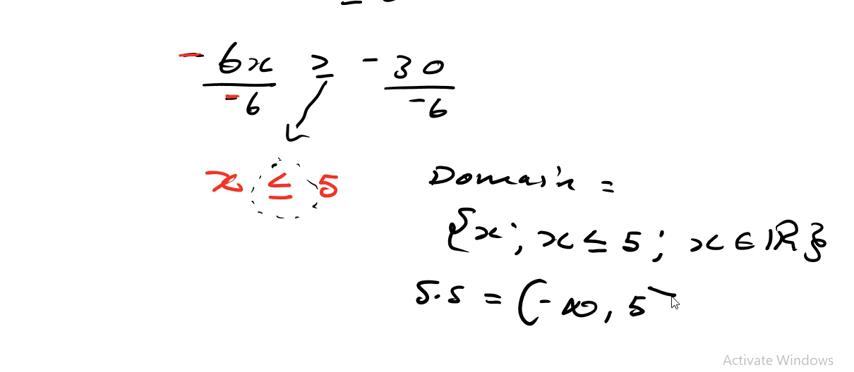 -6x ≥ -30
-6 -6
x ≤ 5
Domain =
{x; x ≤ 5; x ∈ ℝ}
S.S = (-∞, 5
Activate Windows